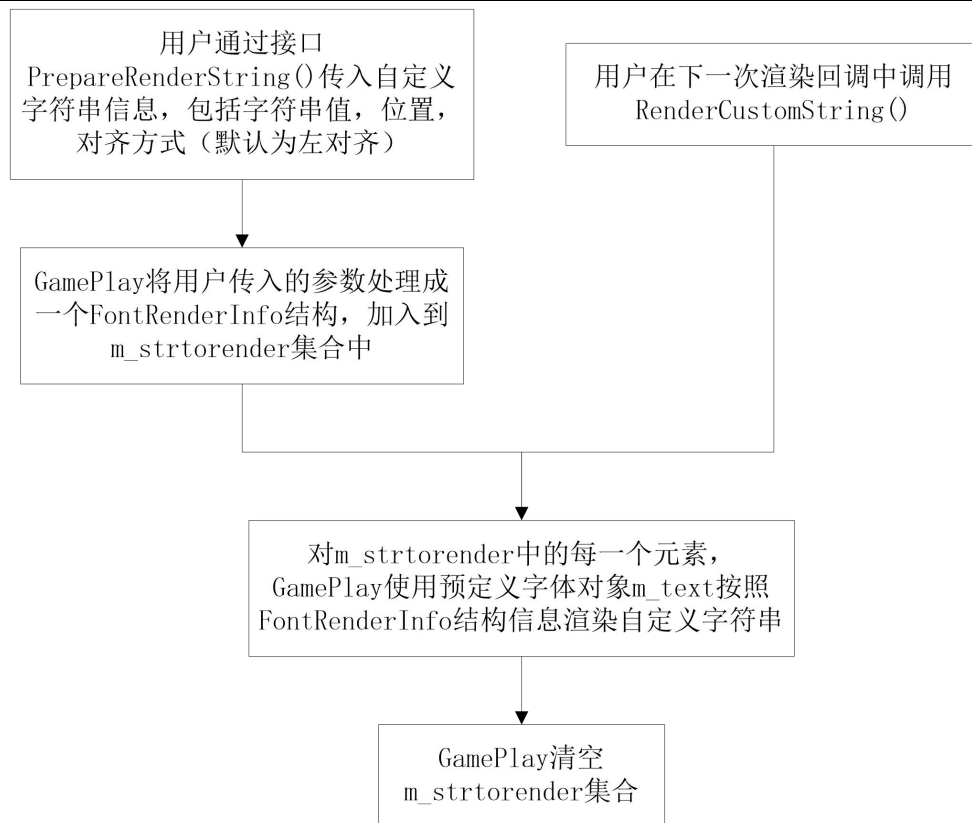 用户通过接口
PrepareRenderString()传入自定义
字符串信息，包括字符串值，位置，
对齐方式（默认为左对齐）
用户在下一次渲染回调中调用
RenderCustomString()
GamePlay将用户传入的参数处理成
一个FontRenderInfo结构，加入到
m_strtorender集合中
对m_strtorender中的每一个元素，
GamePlay使用预定义字体对象m_text按照
FontRenderInfo结构信息渲染自定义字符串
GamePlay清空
m_strtorender集合